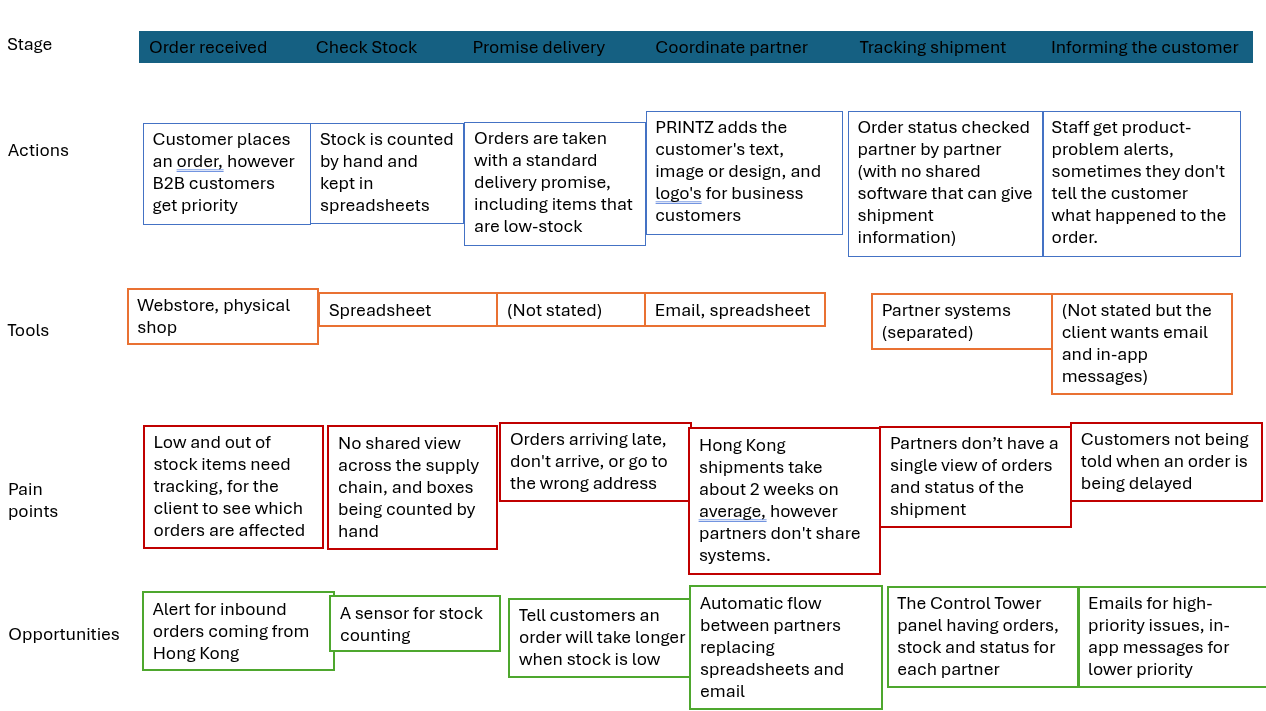 Stage
Order received
Check Stock
Promise delivery
Coordinate partner
Tracking shipment
Informing the customer
Actions
Customer places
an order, however
B2B customers
get priority
Stock is counted
by hand and
kept in
spreadsheets
Orders are taken
with a standard
delivery promise,
including items that
are low-stock
PRINTZ adds the
customer's text,
image or design, and
logo's for business
customers
Order status checked
partner by partner
(with no shared
software that can give
shipment
information)
Staff get product-
problem alerts,
sometimes they don't
tell the customer
what happened to the
order.
Tools
Webstore, physical
shop
Spreadsheet
(Not stated)
Email, spreadsheet
Partner systems
(separated)
(Not stated but the
client wants email
and in-app
messages)
Pain
points
Low and out of
stock items need
tracking, for the
client to see which
orders are affected
No shared view
across the supply
chain, and boxes
being counted by
hand
Orders arriving late,
don't arrive, or go to
the wrong address
Hong Kong
shipments take
about 2 weeks on
average, however
partners don't share
systems.
Partners don’t have a
single view of orders
and status of the
shipment
Customers not being
told when an order is
being delayed
Opportunities
Alert for inbound
orders coming from
Hong Kong
A sensor for stock
counting
Tell customers an
order will take longer
when stock is low
Automatic flow
between partners
replacing
spreadsheets and
email
The Control Tower
panel having orders,
stock and status for
each partner
Emails for high-
priority issues, in-
app messages for
lower priority